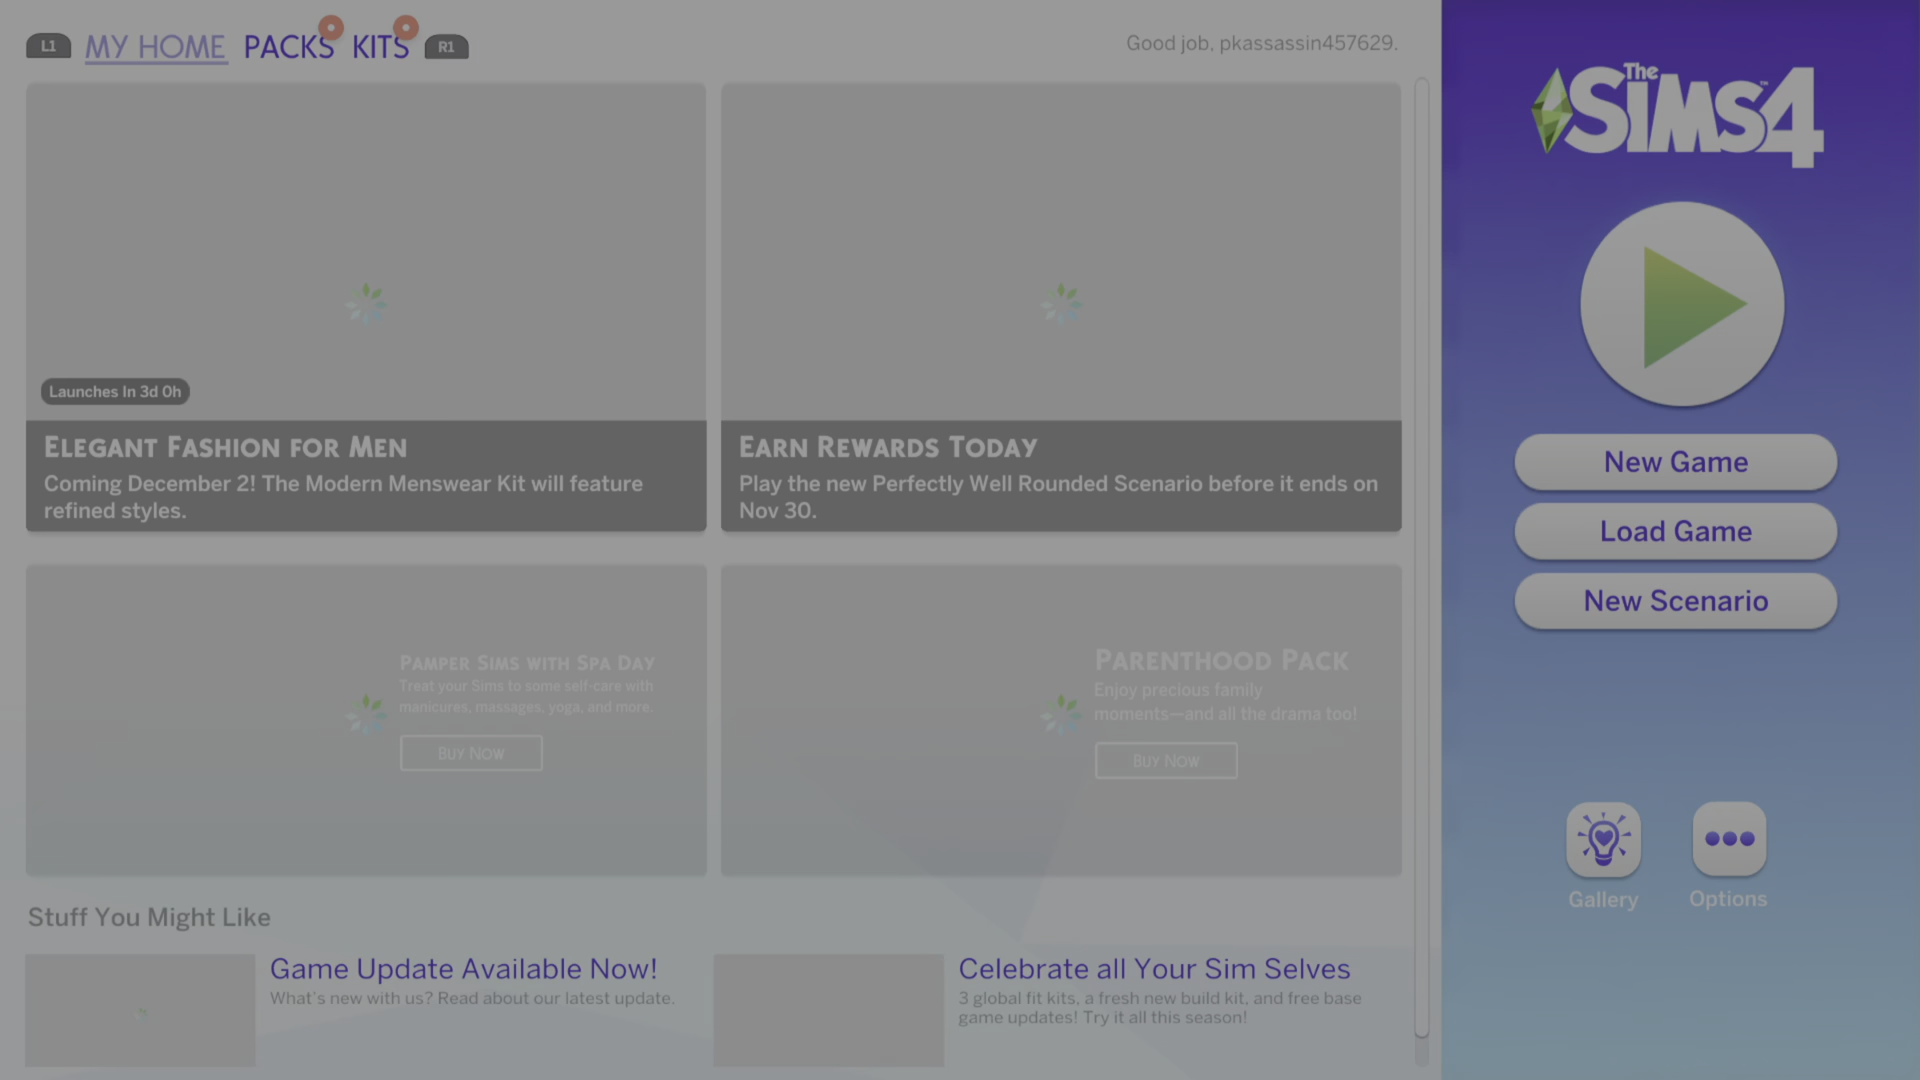 L1 MY HOME PACKS KITS R1
Good job, pkassassin457629.
Launches In 3d 0h
ELEGANT FASHION FOR MEN
Coming December 2! The Modern Menswear Kit will feature
refined styles.
EARN REWARDS TODAY
Play the new Perfectly Well Rounded Scenario before it ends on
Nov 30.
PAMPER SIMS WITH SPA DAY
Treat your Sims to some self-care with
manicures, massages, yoga, and more.
BUY NOW
PARENTHOOD PACK
Enjoy precious family
moments—and all the drama too!
BUY NOW
Stuff You Might Like
Game Update Available Now!
What's new with us? Read about our latest update.
Celebrate all Your Sim Selves
3 global fit kits, a fresh new build kit, and free base
game updates! Try it all this season!
The
SIMS 4
New Game
Load Game
New Scenario
Gallery
Options